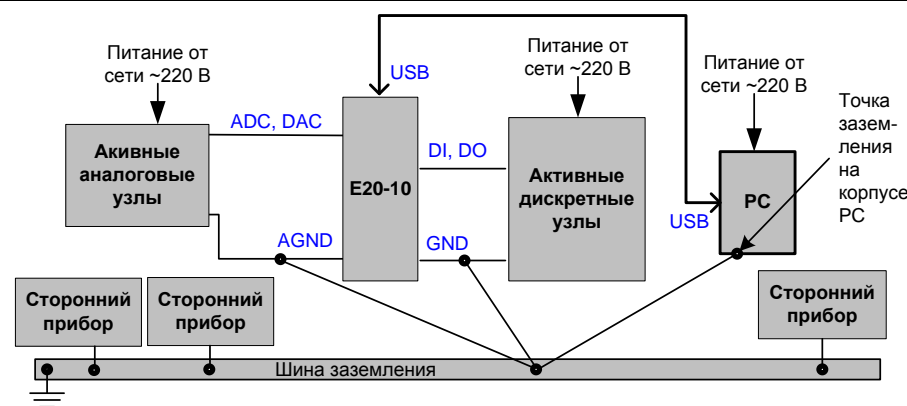 Питание от
сети ~220 В
Питание от
сети ~220 В
Питание от
сети ~220 В
USB
Точка
зазем-
ления
на
корпусе
PC
ADC, DAC
Акивные
аналоговые
узлы
E20-10
DI, DO
Активные
дискретные
узлы
PC
USB
AGND
GND
Сторонний
прибор
Сторонний
прибор
Сторонний
прибор
Шина заземления